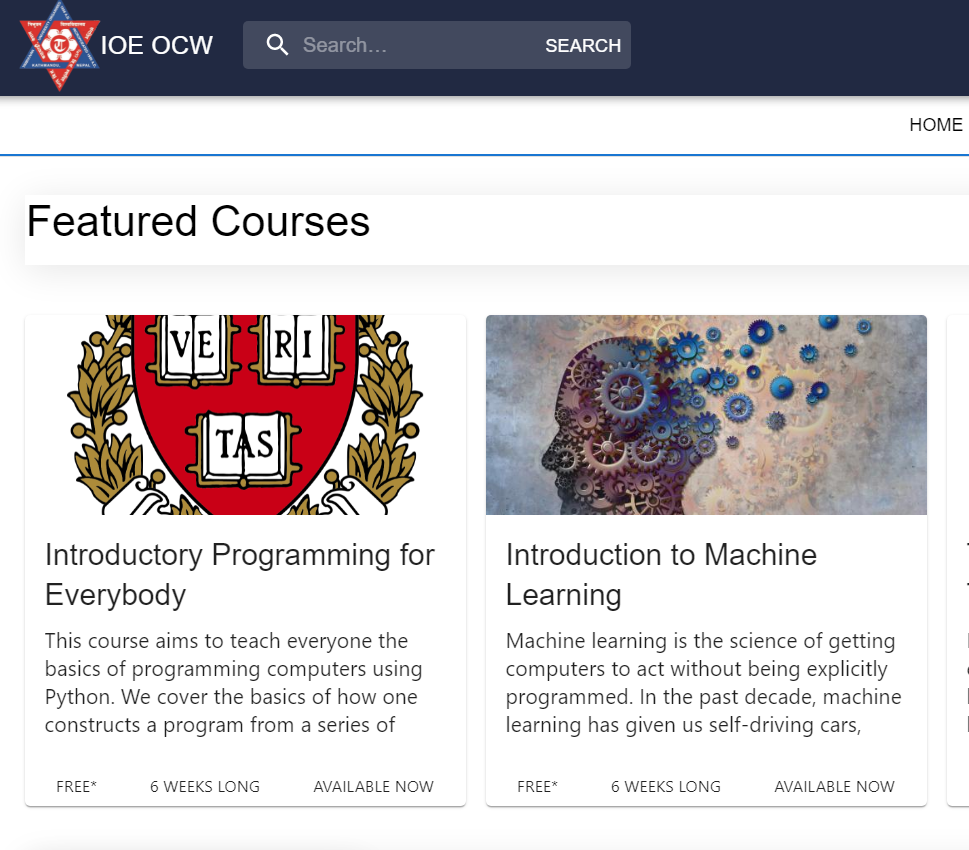 IOE OCW
Search...
SEARCH
HOME
Featured Courses
VE RI
TAS
Introductory Programming for
Everybody
This course aims to teach everyone the
basics of programming computers using
Python. We cover the basics of how one
constructs a program from a series of
FREE* 6 WEEKS LONG AVAILABLE NOW
Introduction to Machine
Learning
Machine learning is the science of getting
computers to act without being explicitly
programmed. In the past decade, machine
learning has given us self-driving cars,
FREE* 6 WEEKS LONG AVAILABLE NOW